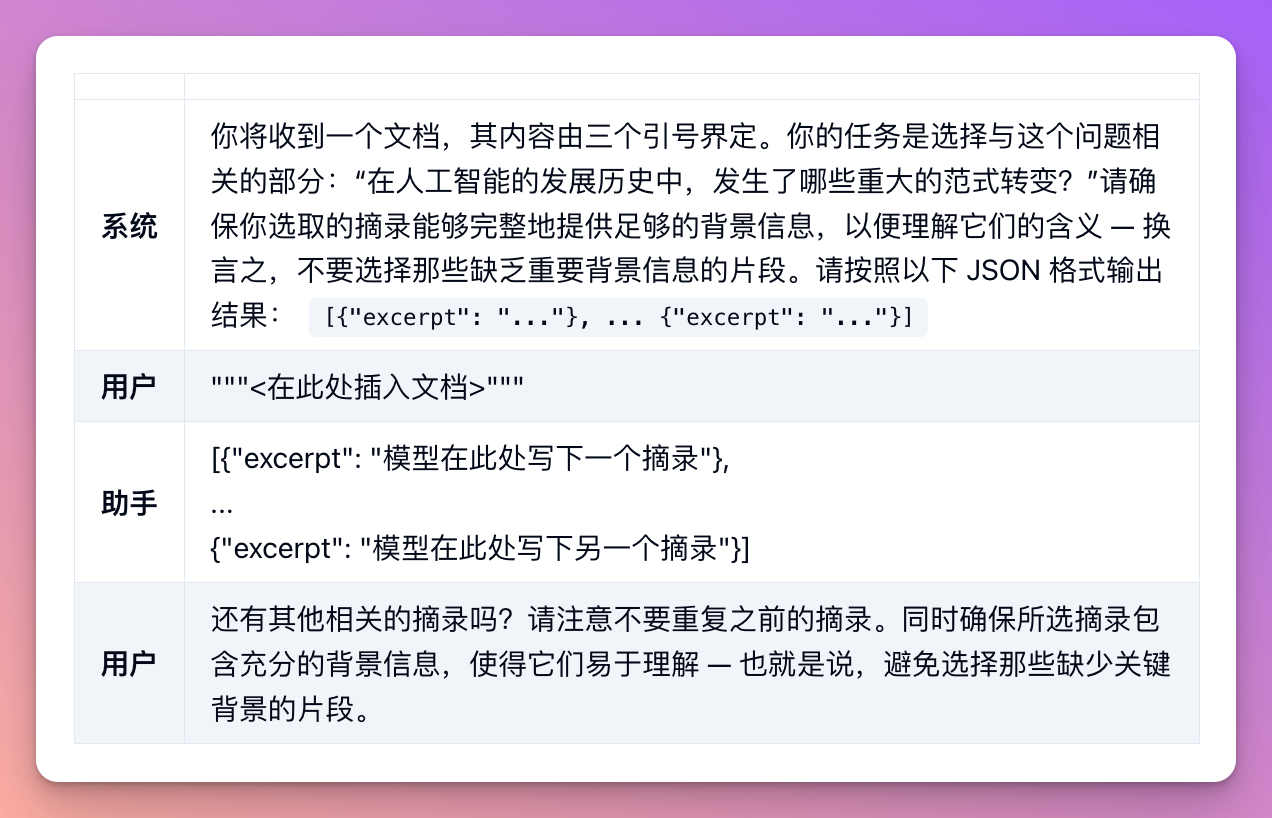 你将收到一个文档，其内容由三个引号界定。你的任务是选择与这个问题相
关的部分：“在人工智能的发展历史中，发生了哪些重大的范式转变？”请确
系统
保你选取的摘录能够完整地提供足够的背景信息，以便理解它们的含义 — 换
言之，不要选择那些缺乏重要背景信息的片段。请按照以下 JSON 格式输出
结果： [{"excerpt": "..."}, ... {"excerpt": "..."}]
用户
"""<在此处插入文档>"""
[{"excerpt": "模型在此处写下一个摘录"},
助手
...
{"excerpt": "模型在此处写下另一个摘录"}]
还有其他相关的摘录吗？请注意不要重复之前的摘录。同时确保所选摘录包
用户
含充分的背景信息，使得它们易于理解 — 也就是说，避免选择那些缺少关键
背景的片段。